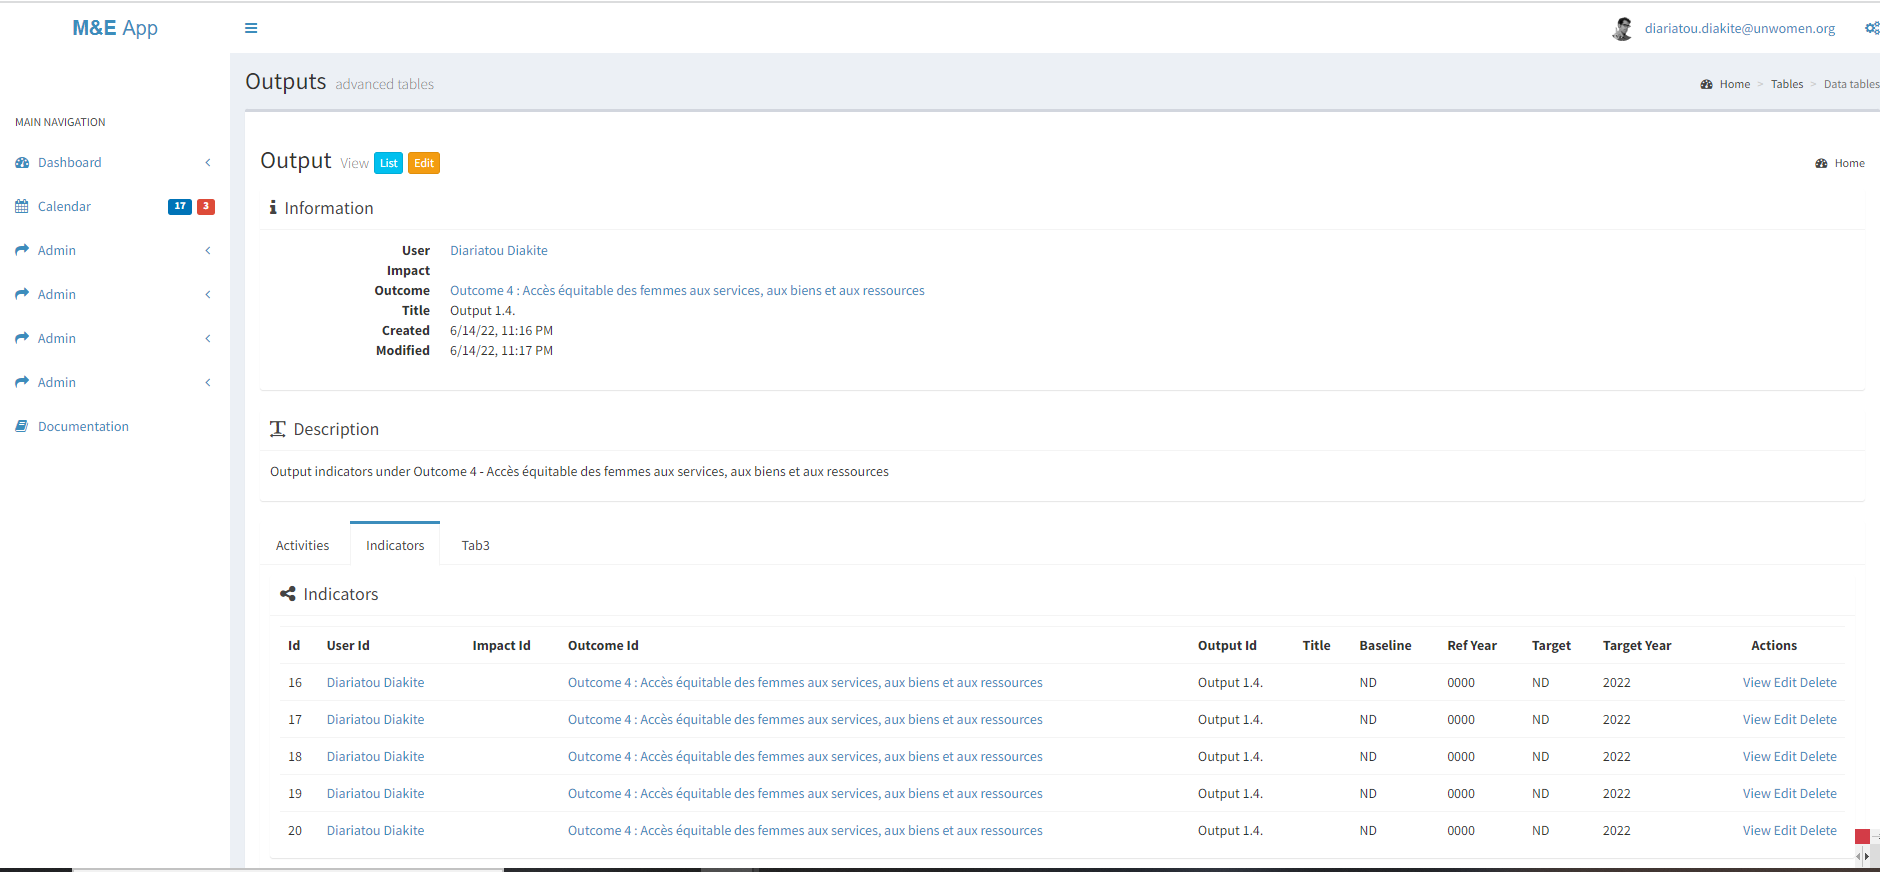 M&E App
diariatou.diakite@unwomen.org
Outputs advanced tables
Home > Tables > Data tables
MAIN NAVIGATION
Dashboard
Calendar 17 3
Admin
Admin
Admin
Admin
Documentation
Output View List Edit
Home
Information
User Diariatou Diakite
Impact
Outcome Outcome 4 : Accès équitable des femmes aux services, aux biens et aux ressources
Title Output 1.4.
Created 6/14/22, 11:16 PM
Modified 6/14/22, 11:17 PM
Description
Output indicators under Outcome 4 - Accès équitable des femmes aux services, aux biens et aux ressources
Activities Indicators Tab3
Indicators
Id User Id Impact Id Outcome Id Output Id Title Baseline Ref Year Target Target Year Actions
16 Diariatou Diakite Outcome 4 : Accès équitable des femmes aux services, aux biens et aux ressources Output 1.4. ND 0000 ND 2022 View Edit Delete
17 Diariatou Diakite Outcome 4 : Accès équitable des femmes aux services, aux biens et aux ressources Output 1.4. ND 0000 ND 2022 View Edit Delete
18 Diariatou Diakite Outcome 4 : Accès équitable des femmes aux services, aux biens et aux ressources Output 1.4. ND 0000 ND 2022 View Edit Delete
19 Diariatou Diakite Outcome 4 : Accès équitable des femmes aux services, aux biens et aux ressources Output 1.4. ND 0000 ND 2022 View Edit Delete
20 Diariatou Diakite Outcome 4 : Accès équitable des femmes aux services, aux biens et aux ressources Output 1.4. ND 0000 ND 2022 View Edit Delete